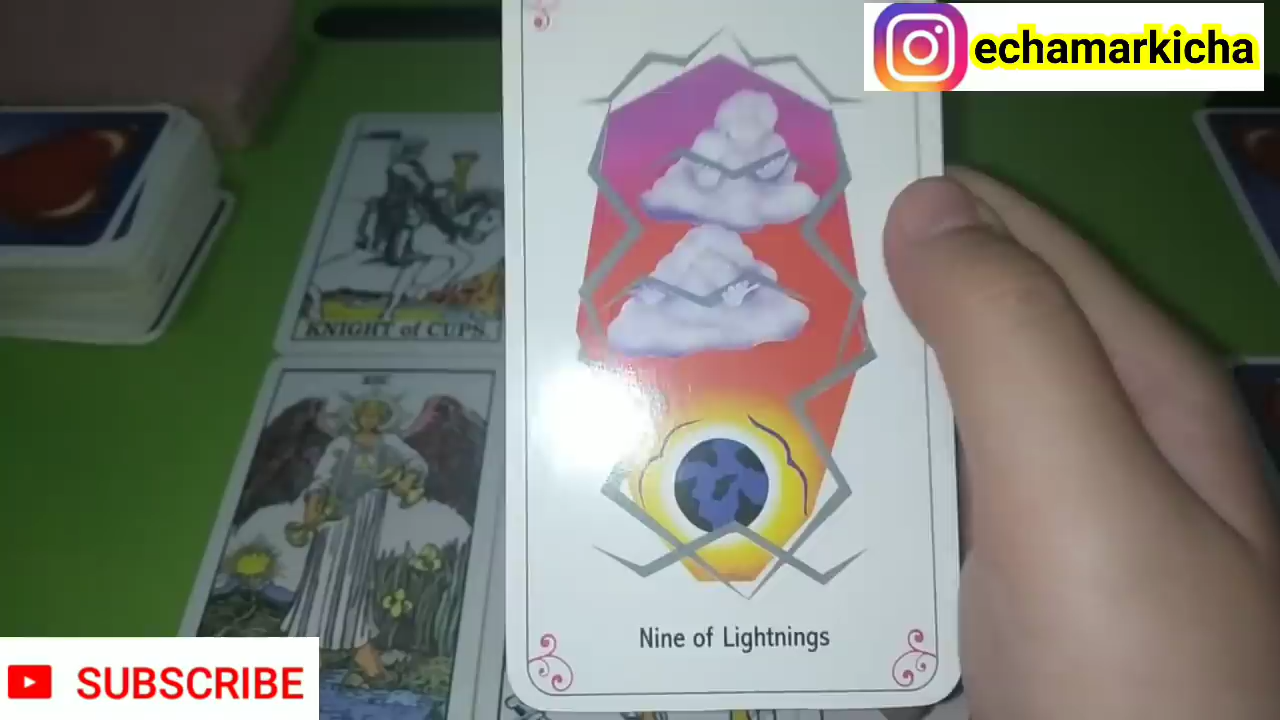 echamarkicha
KNIGHT of CUPS.
Nine of Lightnings
SUBSCRIBE